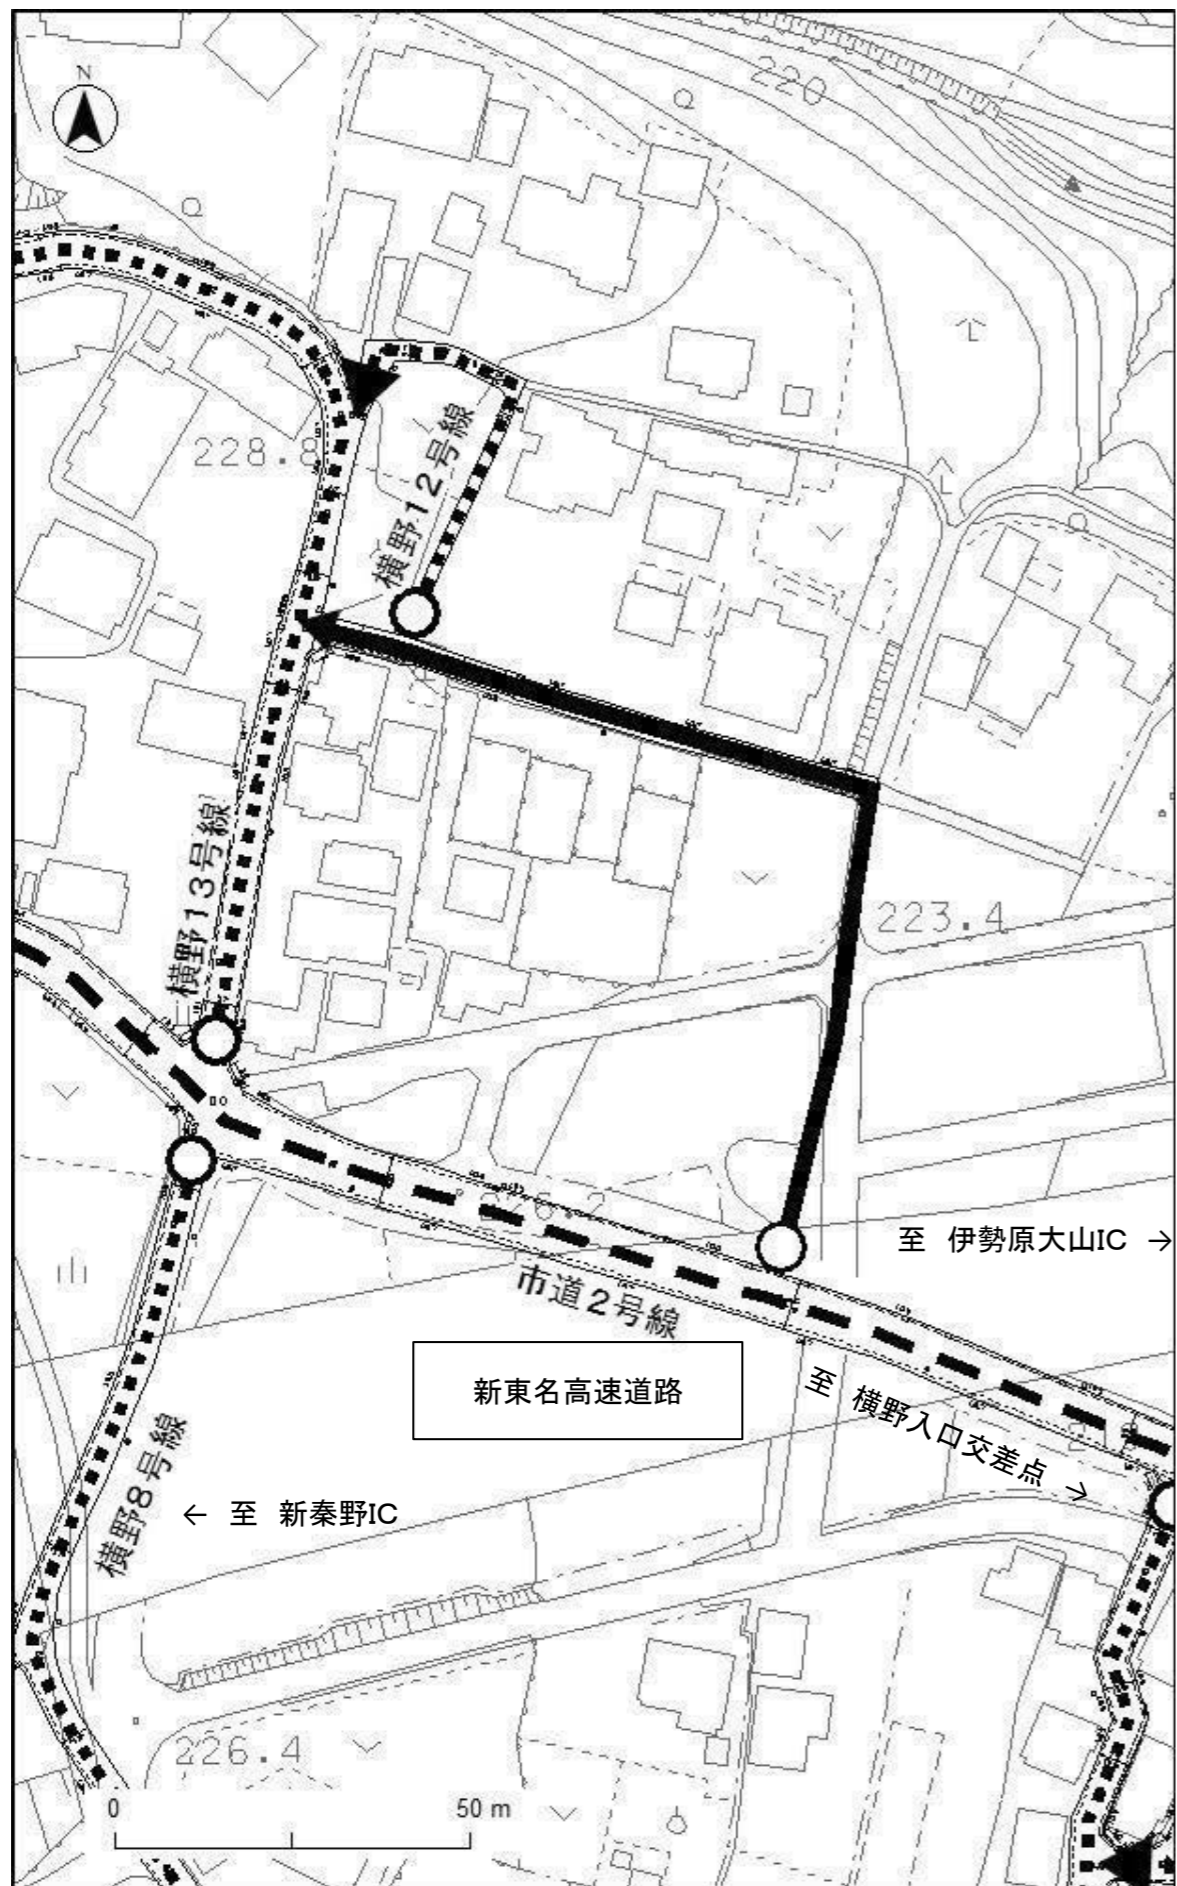 N
220
228.8
横野12号線
横野13号線
223.4
至 伊勢原大山IC →
市道2号線
新東名高速道路
至 横野入口交差点 →
横野8号線
← 至 新秦野IC
226.4
0 50 m